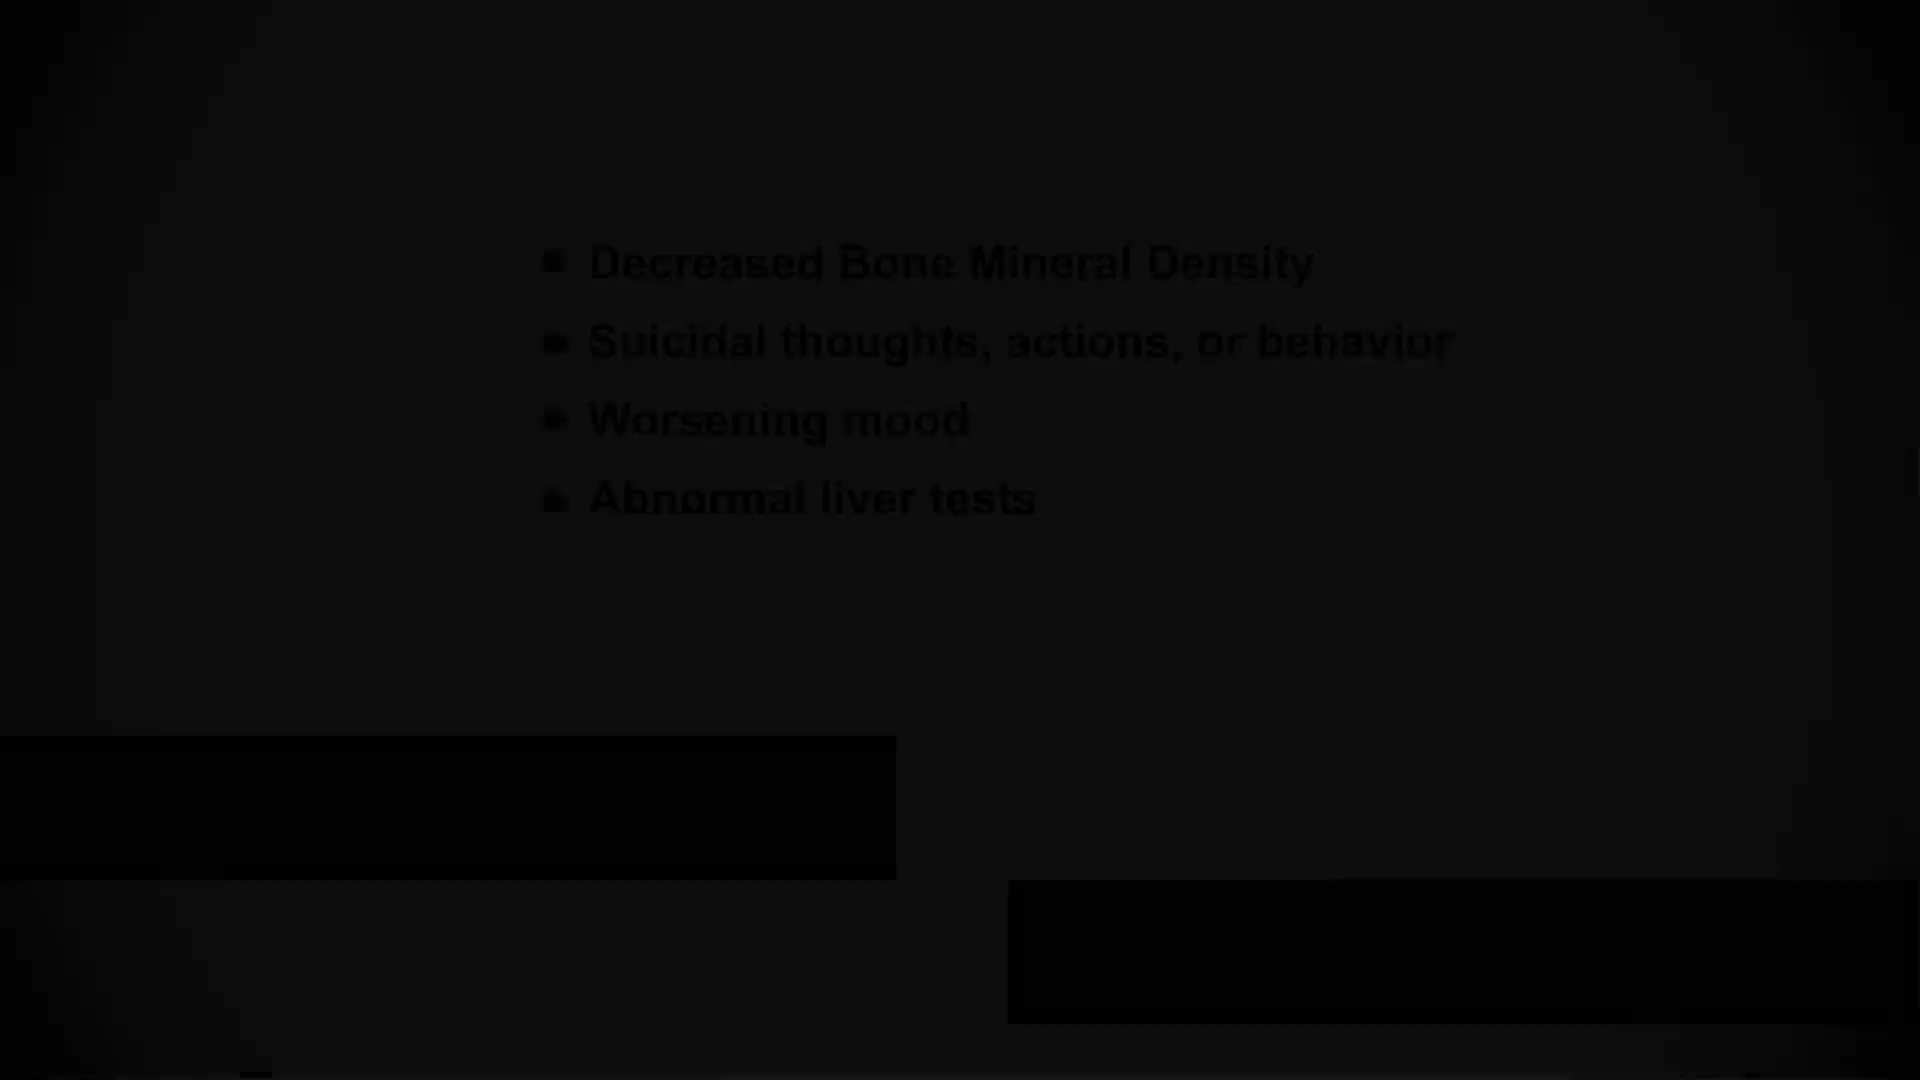 ▪ Decreased Bone Mineral Density
▪ Suicidal thoughts, actions, or behavior
▪ Worsening mood
▪ Abnormal liver tests